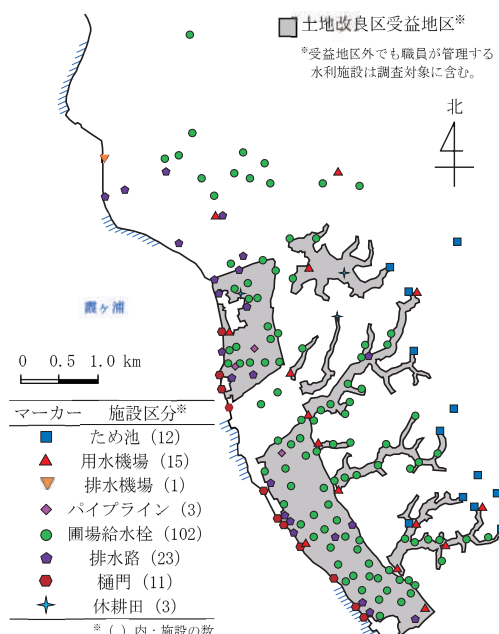 土地改良区受益地区※
※受益地区外でも職員が管理する
水利施設は調査対象に含む。
北
霞ヶ浦
0 0.5 1.0 km
マーカー 施設区分※
ため池 (12)
用水機場 (15)
排水機場 (1)
パイプライン (3)
圃場給水栓 (102)
排水路 (23)
樋門 (11)
休耕田 (3)
※ ( ) 内・施設の数